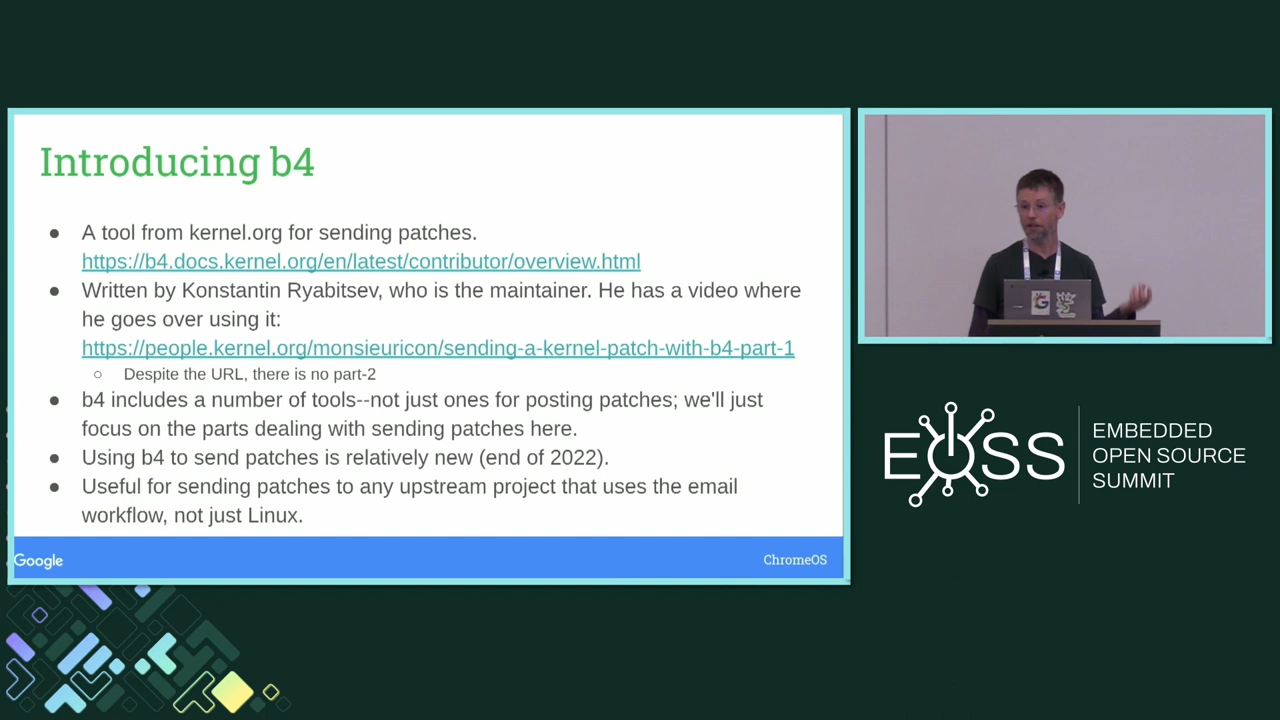 Introducing b4
● A tool from kernel.org for sending patches.
https://b4.docs.kernel.org/en/latest/contributor/overview.html
● Written by Konstantin Ryabitsev, who is the maintainer. He has a video where
he goes over using it:
https://people.kernel.org/monsieuricon/sending-a-kernel-patch-with-b4-part-1
○ Despite the URL, there is no part-2
● b4 includes a number of tools--not just ones for posting patches; we'll just
focus on the parts dealing with sending patches here.
● Using b4 to send patches is relatively new (end of 2022).
● Useful for sending patches to any upstream project that uses the email
workflow, not just Linux.
Google
ChromeOS
G
EOSS
EMBEDDED
OPEN SOURCE
SUMMIT